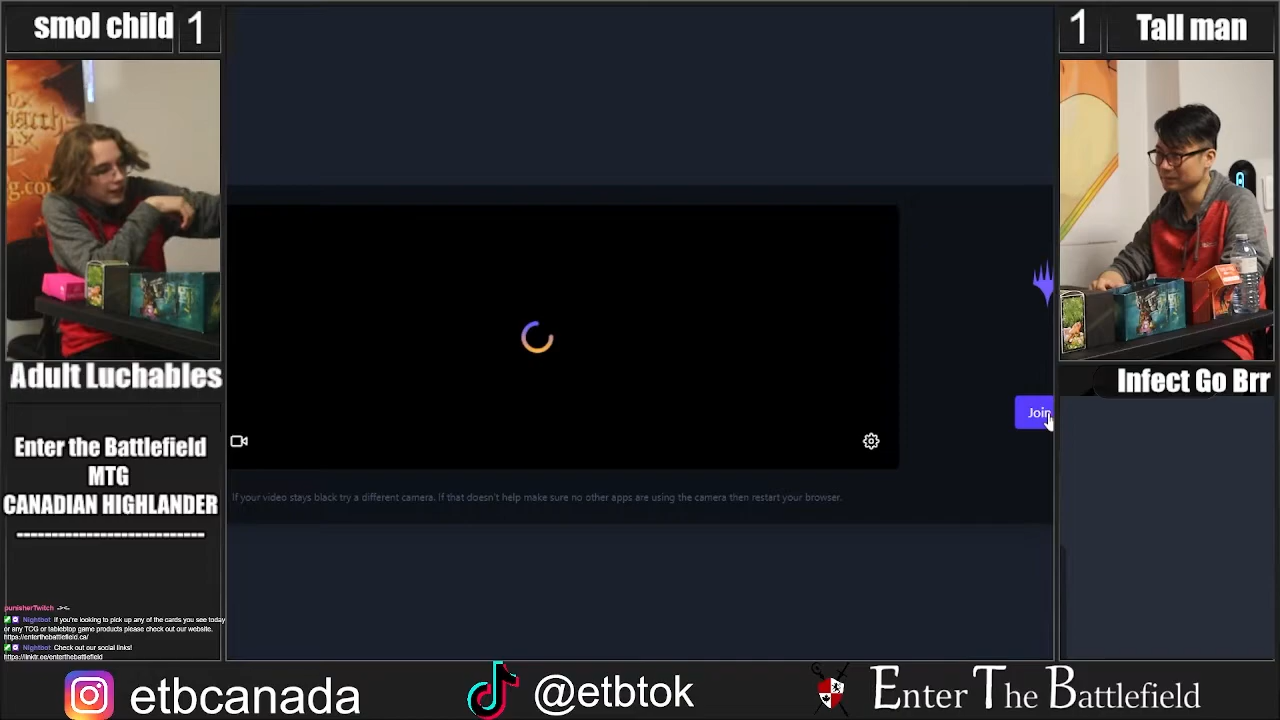 smol child
1
1
Tall man
Join
If your video stays black try a different camera. If that doesn't help make sure no other apps are using the camera then restart your browser.
Adult Luchables
Infect Go Brr
Enter the Battlefield
MTG
CANADIAN HIGHLANDER
---------------------------
punisherTwitch >~<
Nightbot If you're looking to pick up any of the cards you see today
or any TCG or tabletop game products please check out our website.
https://enterthebattlefield.ca/
Nightbot Check out our social links!
https://linktr.ee/enterthebattlefield
etbcanada
@etbtok
Enter The Battlefield